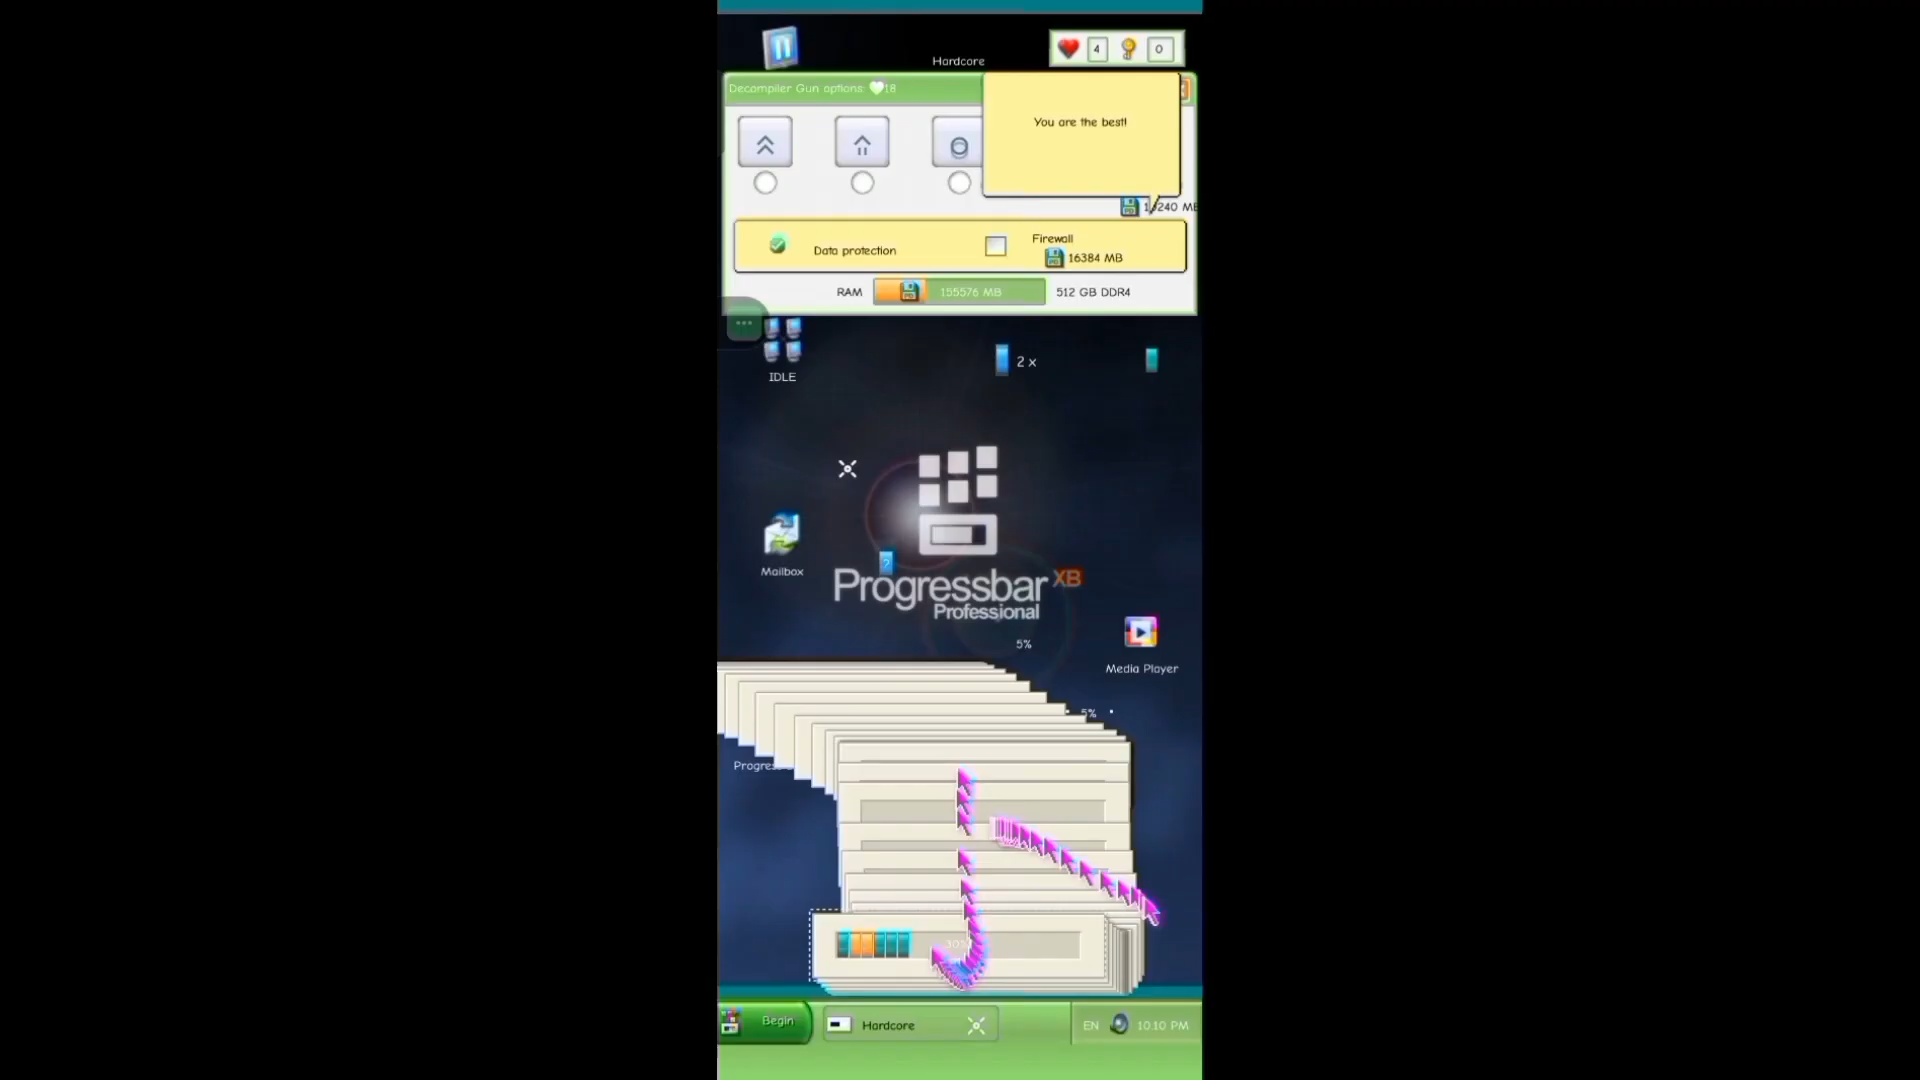 4
0
Hardcore
Decompiler Gun options: 18
You are the best!
Data protection
Firewall
16384 MB
RAM
155576 MB
512 GB DDR4
IDLE
2 x
?
Mailbox
Progressbar XB
Professional
5%
Media Player
5%
30%
Begin
Hardcore
EN
10.10 PM